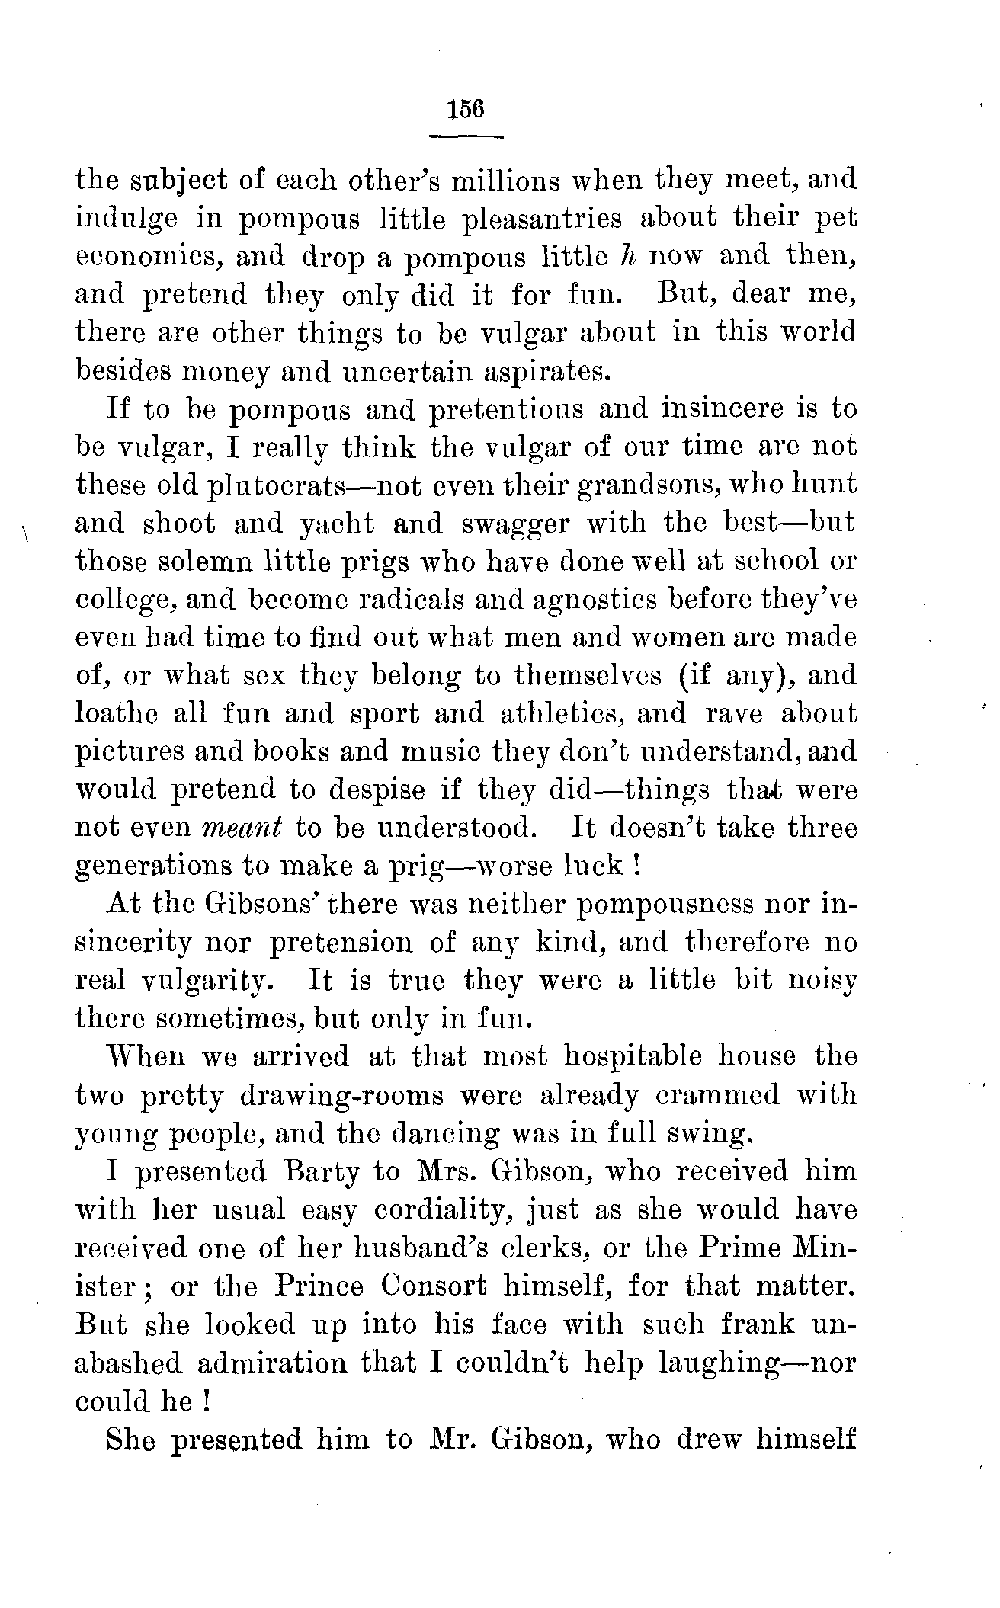 156
the subject of each other's millions when they meet, and
indulge in pompous little pleasantries about their pet
economies, and drop a pompous little h now and then,
and pretend they only did it for fun. But, dear me,
there are other things to be vulgar about in this world
besides money and uncertain aspirates.
If to be pompous and pretentious and insincere is to
be vulgar, I really think the vulgar of our time are not
these old plutocrats—not even their grandsons, who hunt
and shoot and yacht and swagger with the best—but
those solemn little prigs who have done well at school or
college, and become radicals and agnostics before they've
even had time to find out what men and women are made
of, or what sex they belong to themselves (if any), and
loathe all fun and sport and athletics, and rave about
pictures and books and music they don't understand, and
would pretend to despise if they did—things that were
not even meant to be understood. It doesn't take three
generations to make a prig—worse luck !
At the Gibsons' there was neither pompousness nor in-
sincerity nor pretension of any kind, and therefore no
real vulgarity. It is true they were a little bit noisy
there sometimes, but only in fun.
When we arrived at that most hospitable house the
two pretty drawing-rooms were already crammed with
young people, and the dancing was in full swing.
I presented Barty to Mrs. Gibson, who received him
with her usual easy cordiality, just as she would have
received one of her husband's clerks, or the Prime Min-
ister ; or the Prince Consort himself, for that matter.
But she looked up into his face with such frank un-
abashed admiration that I couldn't help laughing—nor
could he !
She presented him to Mr. Gibson, who drew himself